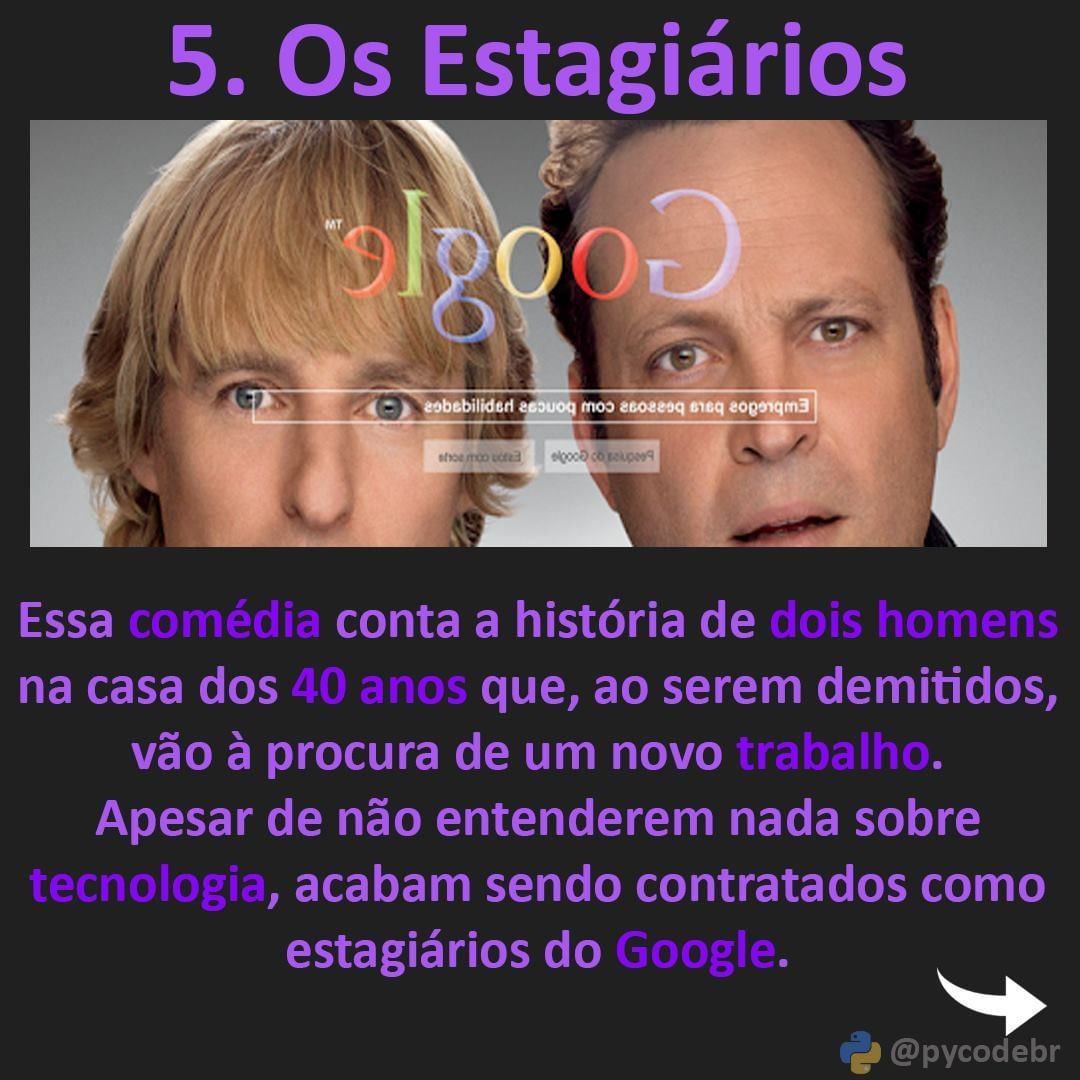 5. Os Estagiários
Google™
Empregos para pessoas com poucas habilidades
Pesquisa do Google Estou com sorte
Essa comédia conta a história de dois homens
na casa dos 40 anos que, ao serem demitidos,
vão à procura de um novo trabalho.
Apesar de não entenderem nada sobre
tecnologia, acabam sendo contratados como
estagiários do Google.
@pycodebr